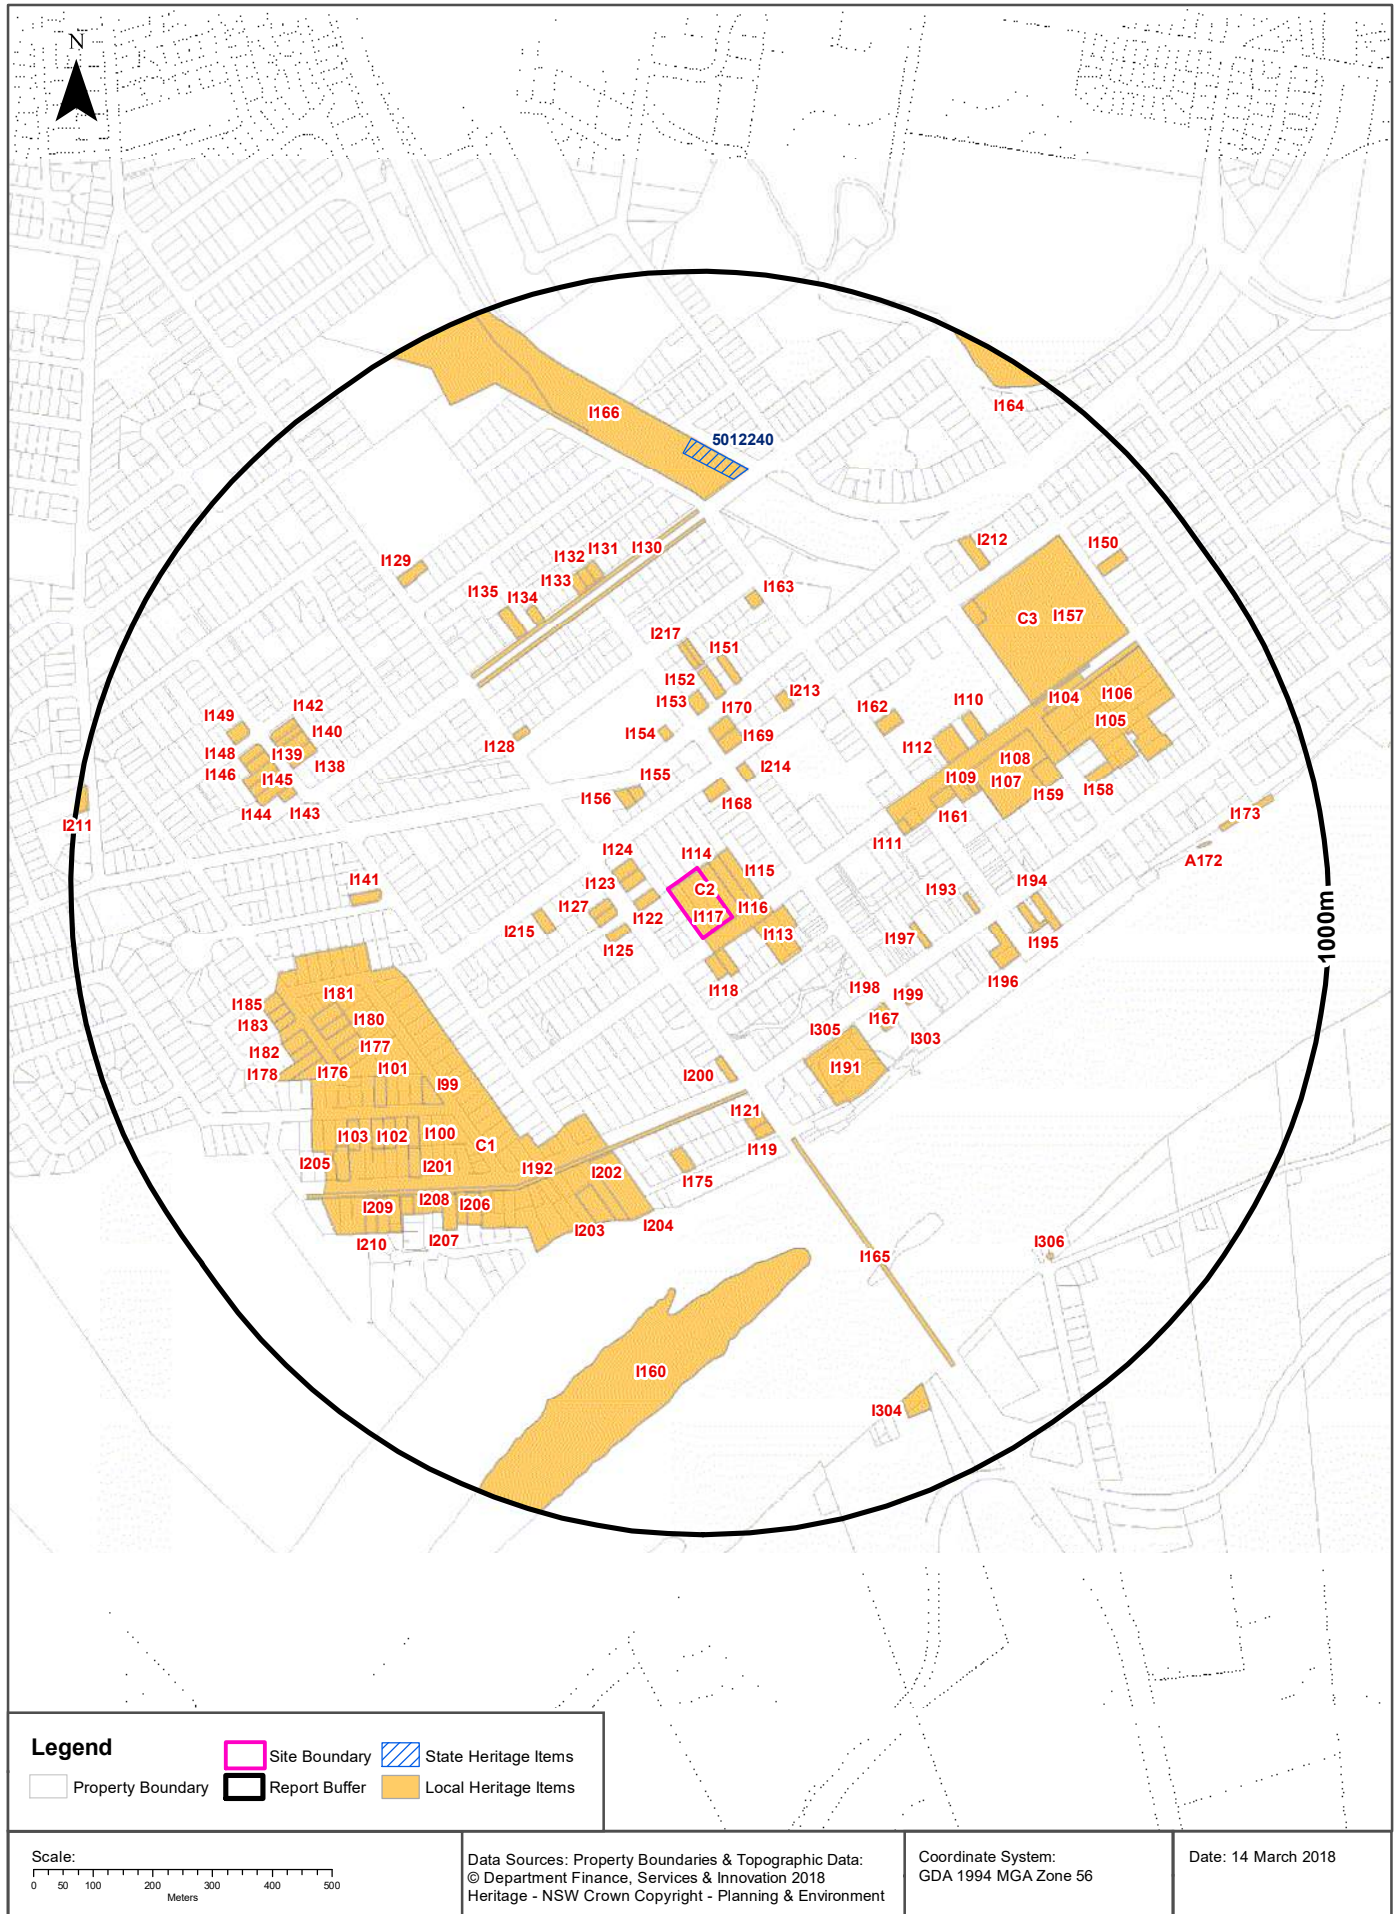 N
I166
I164
5012240
I212
I150
I132
I131
I130
I129
I133
I135
I134
I163
C3
I157
I217
I151
I152
I153
I213
I104
I106
I142
I149
I170
I162
I110
I105
I140
I154
I169
I128
I112
I148
I139
I108
I138
I146
I145
I155
I214
I109
I107
I159
I158
I156
I168
I144
I143
I161
I173
I211
I111
A172
I124
I114
I115
I141
I123
C2
I193
I194
I127
I122
I116
I117
1000m
I215
I125
I113
I197
I195
I118
I196
I181
I198
I199
I185
I180
I167
I183
I305
I303
I177
I182
I178
I176
I101
I200
I191
I99
I121
I103
I102
I100
C1
I119
I205
I201
I192
I202
I175
I208
I206
I209
I203
I204
I210
I207
I306
I165
I160
I304
Legend
Site Boundary
State Heritage Items
Property Boundary
Report Buffer
Local Heritage Items
Scale:
0 50 100 200 300 400 500
Meters
Data Sources: Property Boundaries & Topographic Data:
© Department Finance, Services & Innovation 2018
Heritage - NSW Crown Copyright - Planning & Environment
Coordinate System:
GDA 1994 MGA Zone 56
Date: 14 March 2018